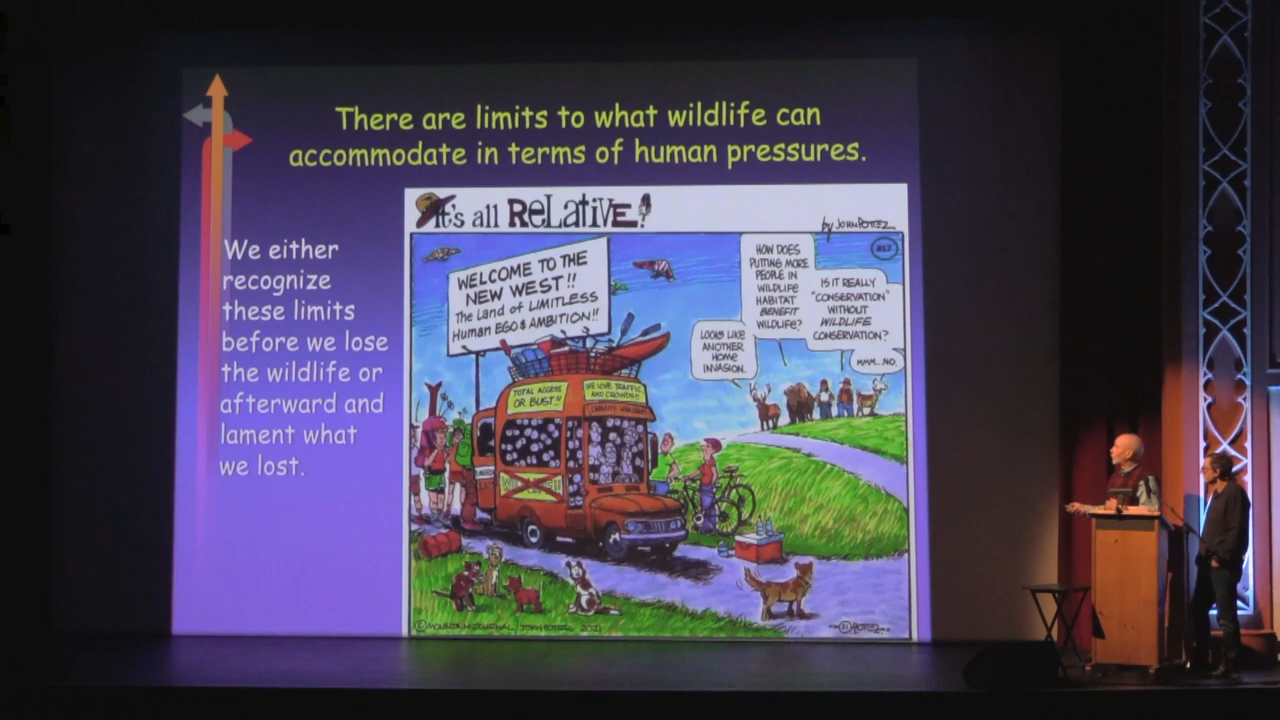 There are limits to what wildlife can
accommodate in terms of human pressures.
We either
recognize
these limits
before we lose
the wildlife or
afterward and
lament what
we lost.
It's all RELATIVE!
by JOHN POTTER
WELCOME TO THE
NEW WEST!!
The Land of LIMITLESS
Human EGO & AMBITION!!
HOW DOES
PUTTING MORE
PEOPLE IN
WILDLIFE
HABITAT
BENEFIT
WILDLIFE?
IS IT REALLY
"CONSERVATION"
WITHOUT
WILDLIFE
CONSERVATION?
LOOKS LIKE
ANOTHER
HOME
INVASION.
MMM...NO.
TOTAL ACCESS
OR BUST!!
WE LOVE TRAFFIC
AND CROWDS!!
© MOUNTAIN JOURNAL / JOHN POTTER 2021